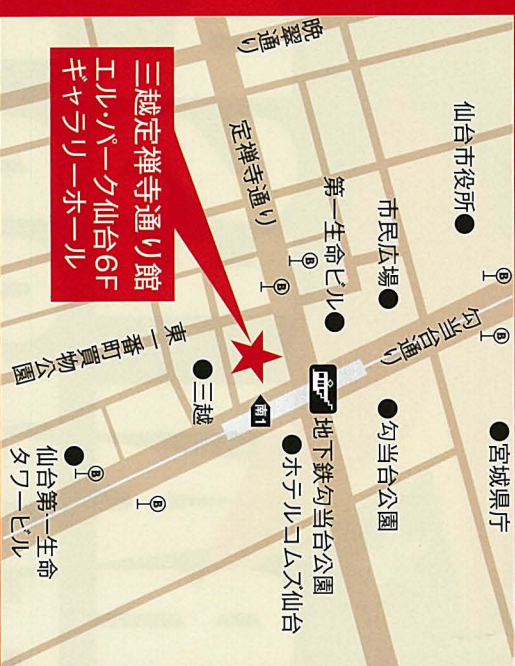 三越定禅寺通り館
エル・パーク仙台6F
ギャラリーホール
晩翠通り
定禅寺通り
仙台市役所
市民広場
第一生命ビル
勾当台通り
宮城県庁
勾当台公園
地下鉄勾当台公園
ホテルコムズ仙台
南1
三越
東一番町買物公園
仙台第一生命
タワービル
B
B
B
B
B
B